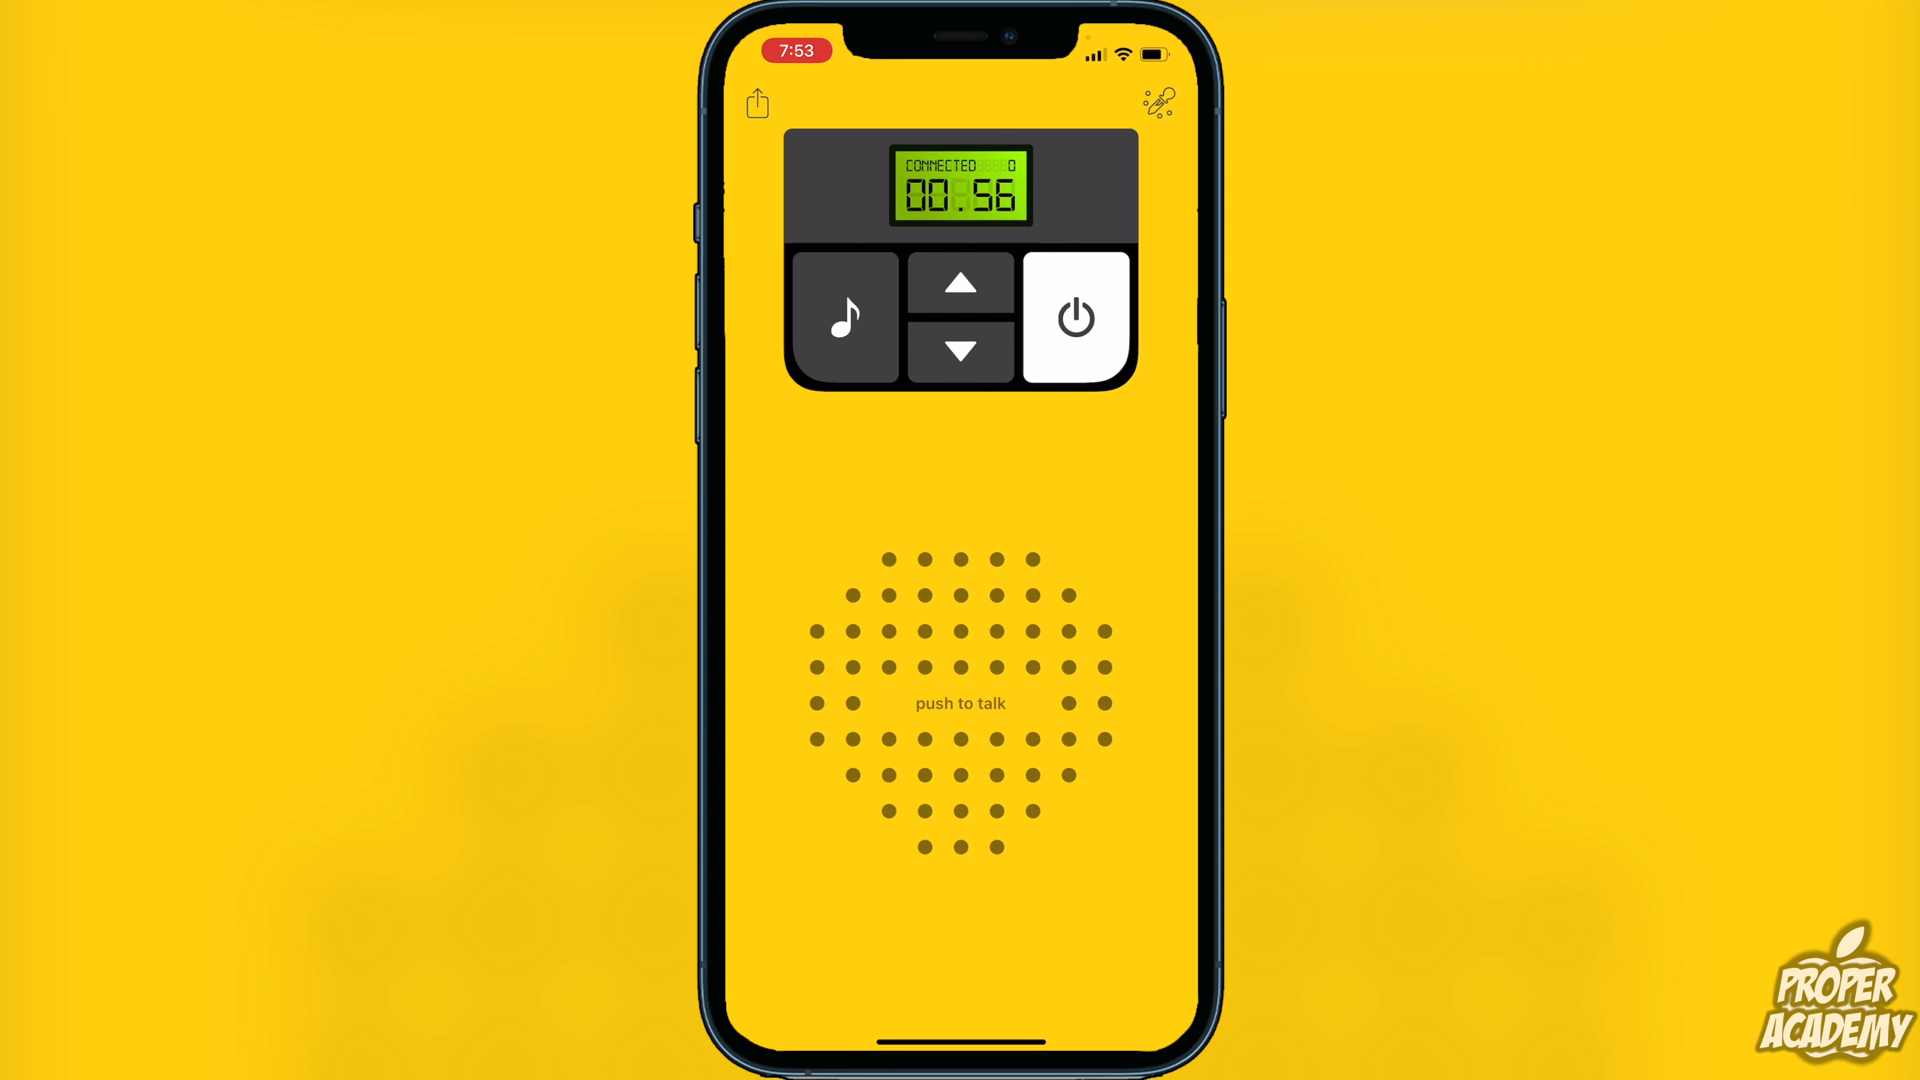 7:53
CONNECTED 0
00.56
push to talk
PROPER
ACADEMY